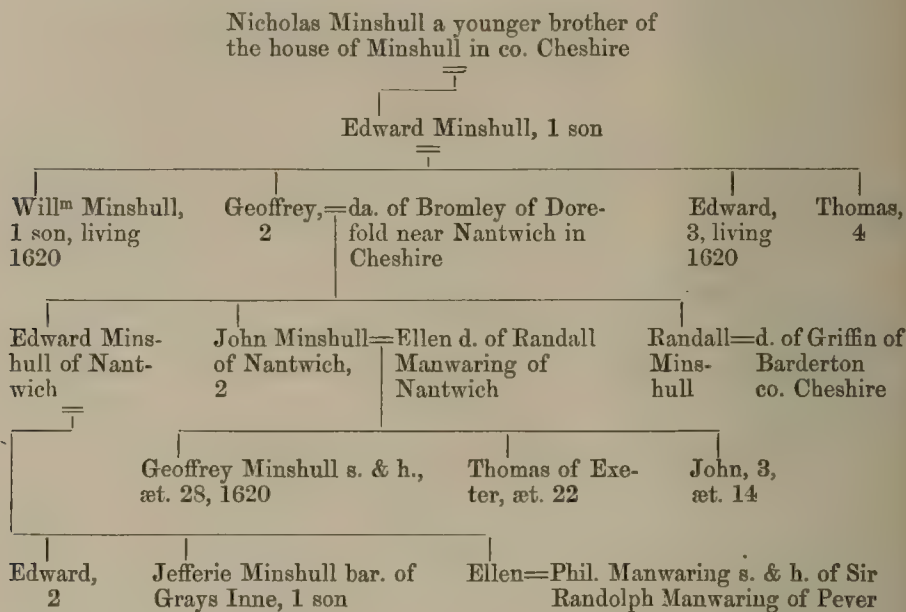 Nicholas Minshull a younger brother of
the house of Minshull in co. Cheshire
=
Edward Minshull, 1 son
=
Willᵐ Minshull,
1 son, living
1620
Geoffrey,=da. of Bromley of Dore-
2 fold near Nantwich in
Cheshire
Edward,
3, living
1620
Thomas,
4
Edward Mins-
hull of Nant-
wich
=
John Minshull=Ellen d. of Randall
of Nantwich, Manwaring of
2 Nantwich
Randall=d. of Griffin of
Mins- Barderton
hull co. Cheshire
Geoffrey Minshull s. & h.,
æt. 28, 1620
Thomas of Exe-
ter, æt. 22
John, 3,
æt. 14
Edward,
2
Jefferie Minshull bar. of
Grays Inne, 1 son
Ellen=Phil. Manwaring s. & h. of Sir
Randolph Manwaring of Pever